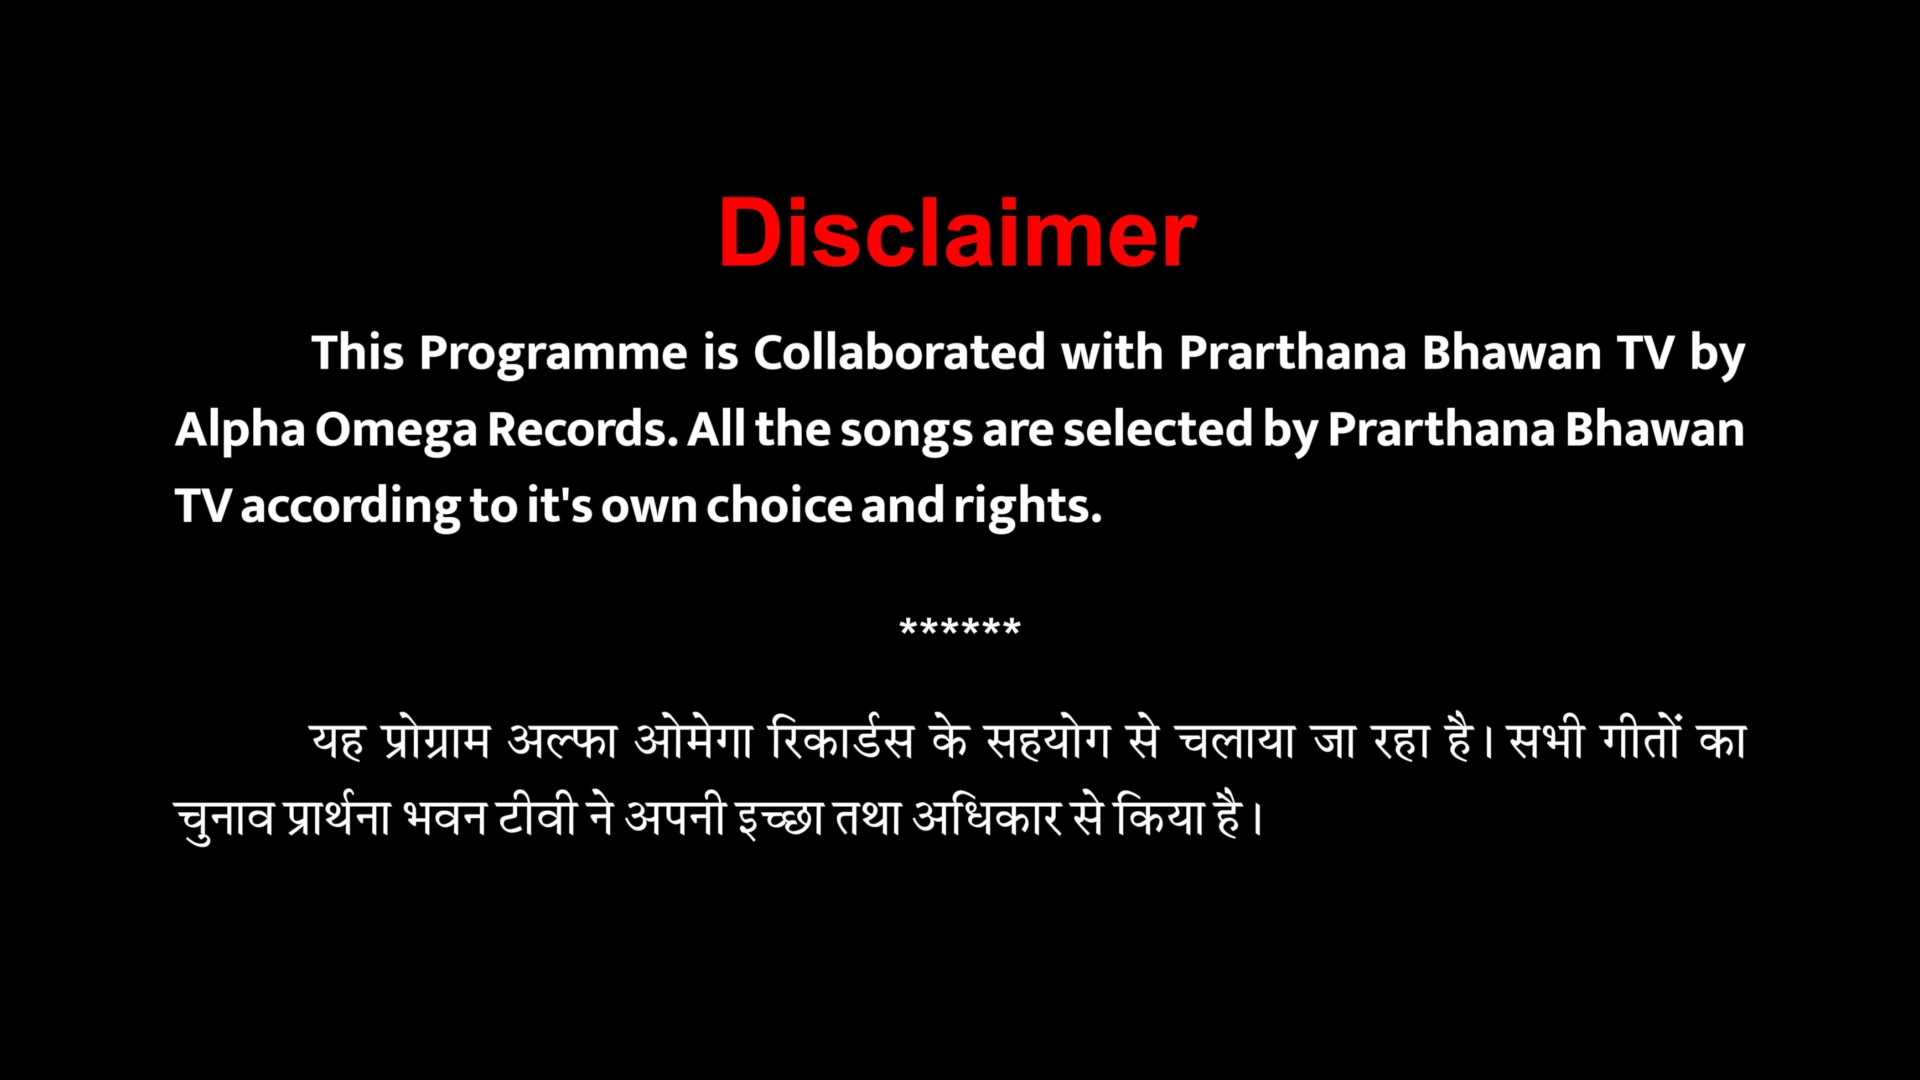 Disclaimer
This Programme is Collaborated with Prarthana Bhawan TV by
Alpha Omega Records. All the songs are selected by Prarthana Bhawan
TV according to it's own choice and rights.
******
यह प्रोग्राम अल्फा ओमेगा रिकार्डस के सहयोग से चलाया जा रहा है। सभी गीतों का
चुनाव प्रार्थना भवन टीवी ने अपनी इच्छा तथा अधिकार से किया है।